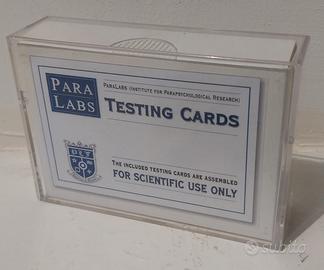 PARA
LABS
PARALABS (INSTITUTE FOR PARAPSYCHOLOGICAL RESEARCH)
TESTING CARDS
THE INCLUDED TESTING CARDS ARE ASSEMBLED
FOR SCIENTIFIC USE ONLY
subito